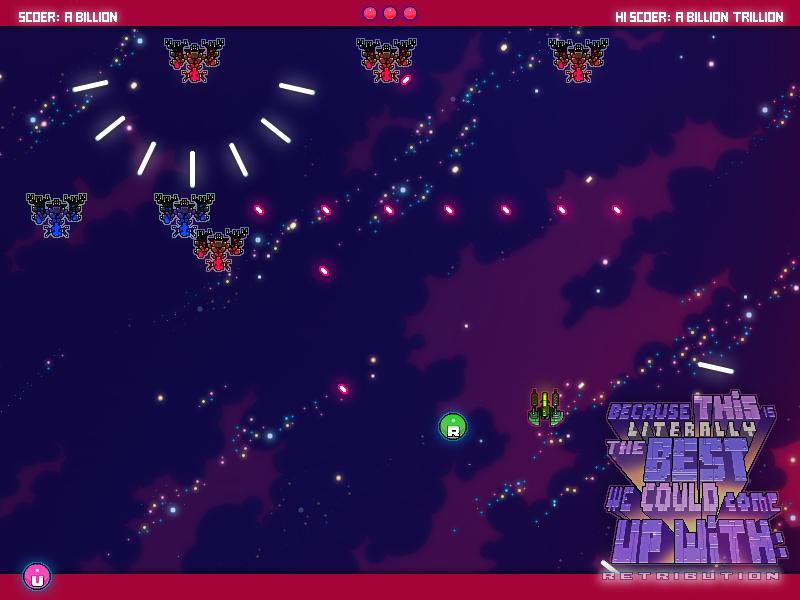 SCOER: A BILLION
HI SCOER: A BILLION TRILLION
R
BECAUSE THIS IS
LITERALLY
THE BEST
WE COULD COME
UP WITH:
RETRIBUTION
U